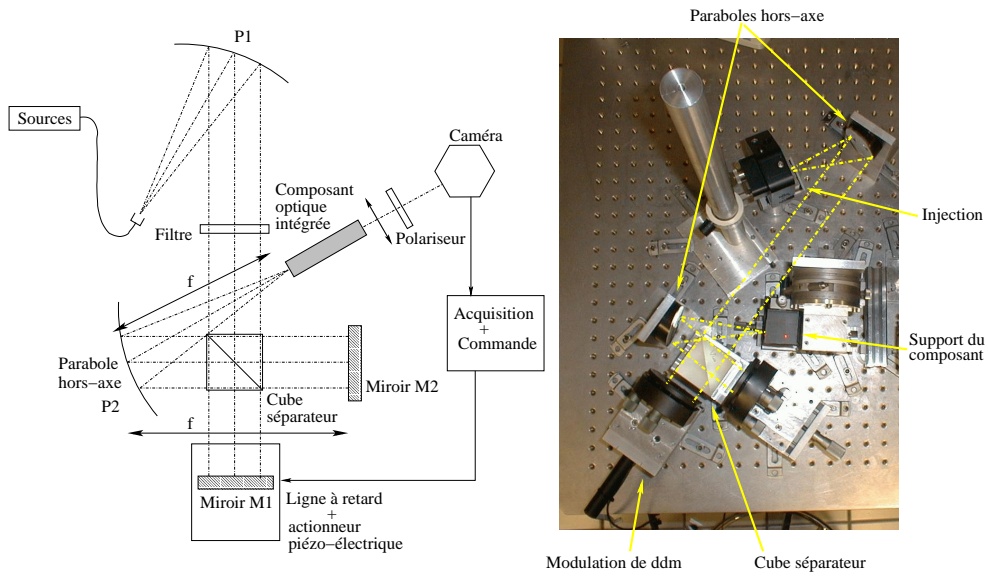 P1
Sources
Caméra
Composant
optique
intégrée
Filtre
Polariseur
f
Acquisition
+
Commande
Parabole
hors−axe
P2
Miroir M2
Cube
séparateur
f
Miroir M1
Ligne à retard
+
actionneur
piézo−électrique
Paraboles hors−axe
Injection
Support du
composant
Modulation de ddm
Cube séparateur